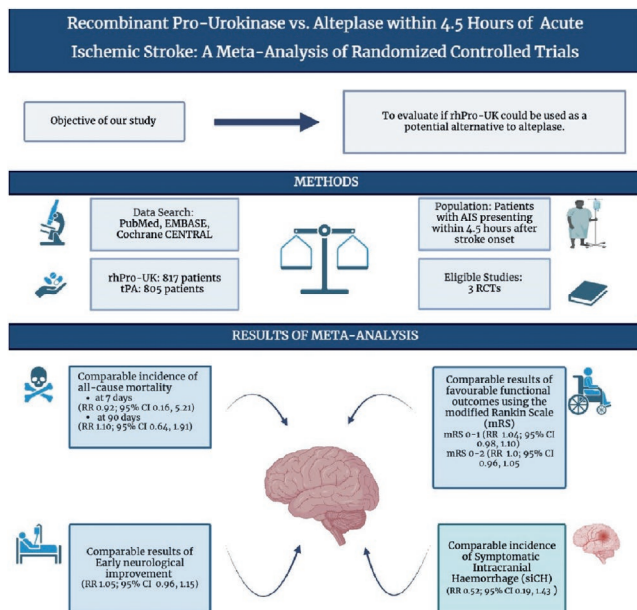 Recombinant Pro-Urokinase vs. Alteplase within 4.5 Hours of Acute
Ischemic Stroke: A Meta-Analysis of Randomized Controlled Trials
Objective of our study
To evaluate if rhPro-UK could be used as a
potential alternative to alteplase.
METHODS
Data Search:
PubMed, EMBASE,
Cochrane CENTRAL
Population: Patients
with AIS presenting
within 4.5 hours after
stroke onset
rhPro-UK: 817 patients
tPA: 805 patients
Eligible Studies:
3 RCTs
RESULTS OF META-ANALYSIS
Comparable incidence of
all-cause mortality
• at 7 days
(RR 0.92; 95% CI 0.16, 5.21)
• at 90 days
(RR 1.10; 95% CI 0.64, 1.91)
Comparable results of
favourable functional
outcomes using the
modified Rankin Scale
(mRS)
mRS 0-1 (RR 1.04; 95% CI
0.98, 1.10)
mRS 0-2 (RR 1.0; 95% CI
0.96, 1.05
Comparable results of
Early neurological
improvement
(RR 1.05; 95% CI 0.96, 1.15)
Comparable incidence
of Symptomatic
Intracranial
Haemorrhage (siCH)
(RR 0.52; 95% CI 0.19, 1.43 )